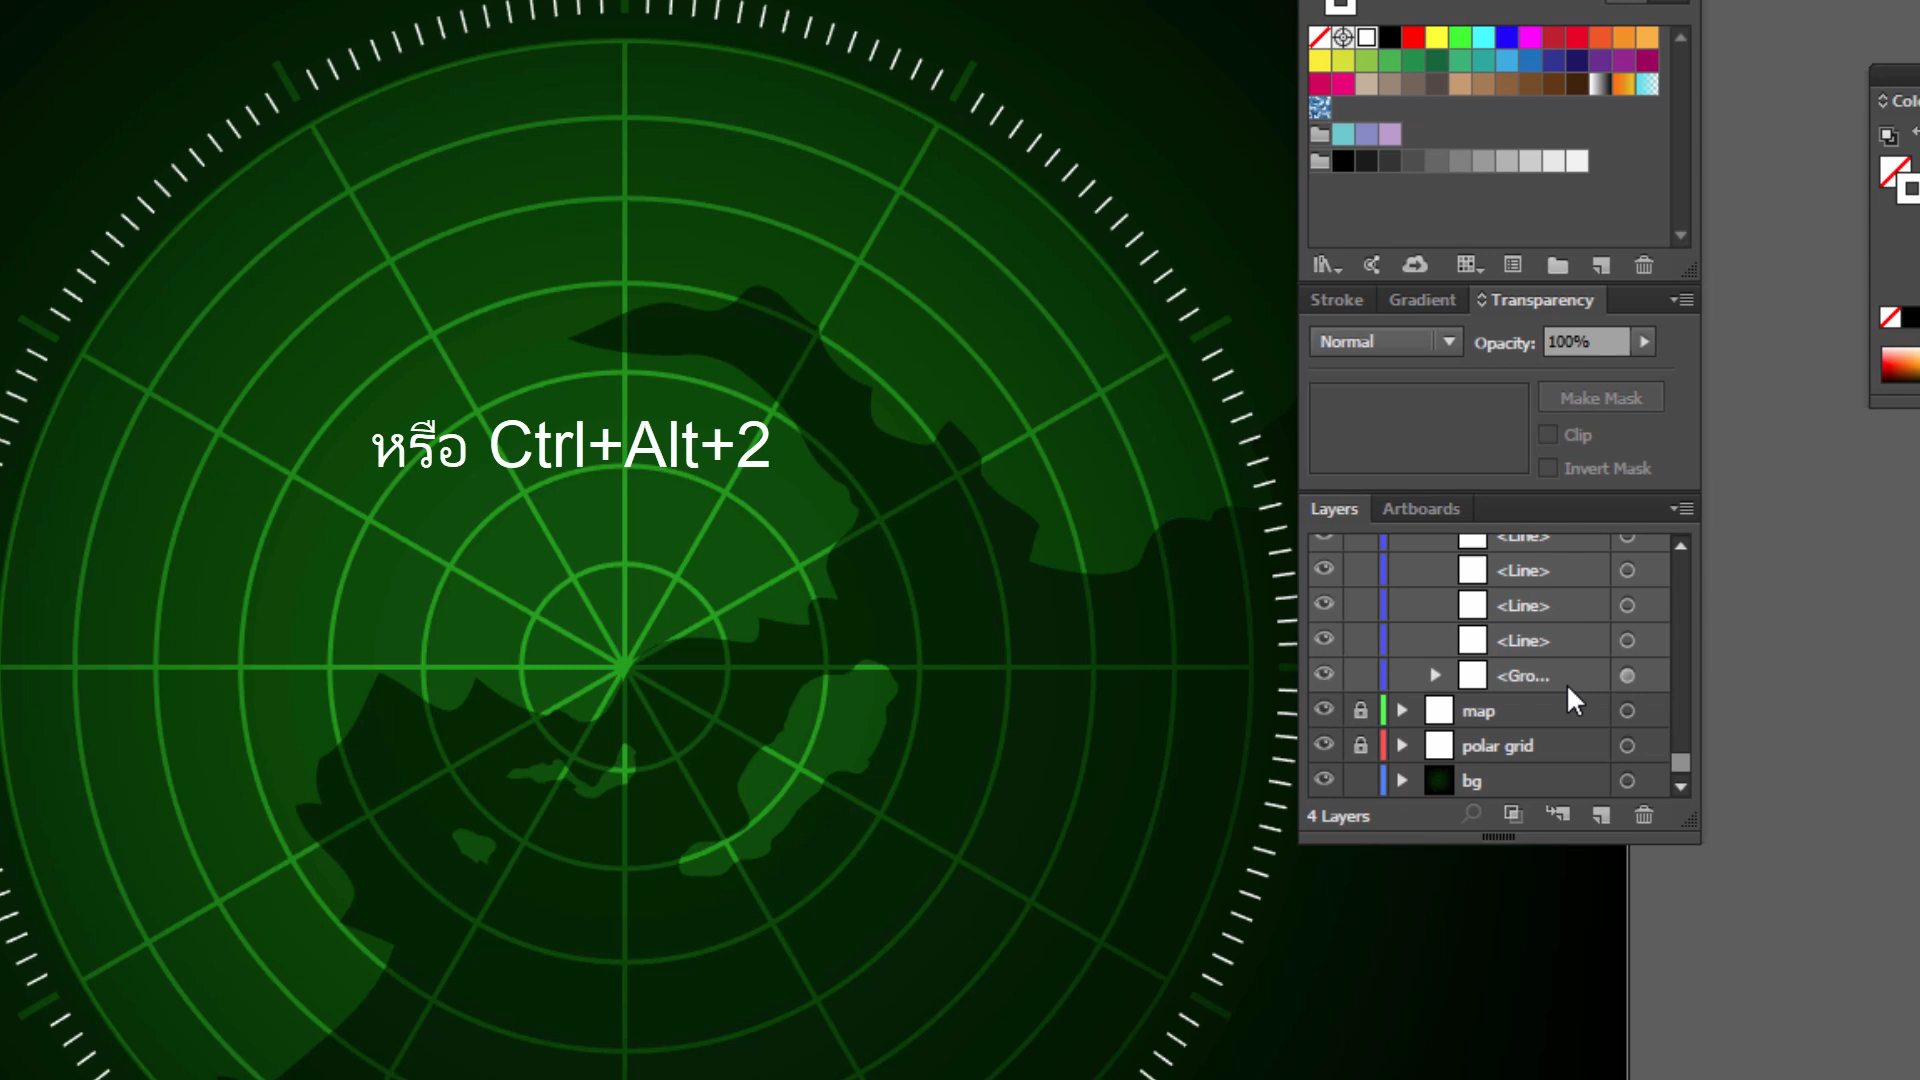 หรือ Ctrl+Alt+2
Stroke
Gradient
Transparency
Normal
Opacity:
100%
Make Mask
Clip
Invert Mask
Layers
Artboards
<Line>
<Line>
<Line>
<Line>
<Gro...
map
polar grid
bg
4 Layers